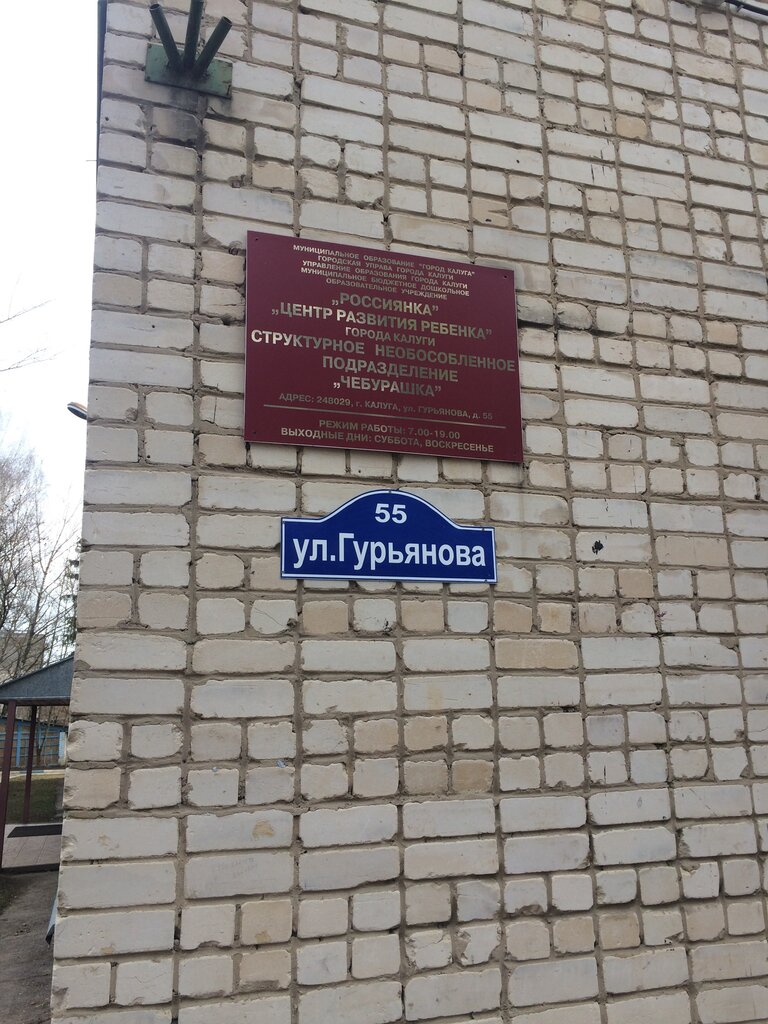 МУНИЦИПАЛЬНОЕ ОБРАЗОВАНИЕ "ГОРОД КАЛУГА"
ГОРОДСКАЯ УПРАВА ГОРОДА КАЛУГИ
УПРАВЛЕНИЕ ОБРАЗОВАНИЯ ГОРОДА КАЛУГИ
МУНИЦИПАЛЬНОЕ БЮДЖЕТНОЕ ДОШКОЛЬНОЕ
ОБРАЗОВАТЕЛЬНОЕ УЧРЕЖДЕНИЕ
„РОССИЯНКА”
„ЦЕНТР РАЗВИТИЯ РЕБЕНКА”
ГОРОДА КАЛУГИ
СТРУКТУРНОЕ НЕОБОСОБЛЕННОЕ
ПОДРАЗДЕЛЕНИЕ
„ЧЕБУРАШКА”
АДРЕС: 248029, г. КАЛУГА, ул. ГУРЬЯНОВА, д. 55
РЕЖИМ РАБОТЫ: 7.00-19.00
ВЫХОДНЫЕ ДНИ: СУББОТА, ВОСКРЕСЕНЬЕ
55
ул.Гурьянова